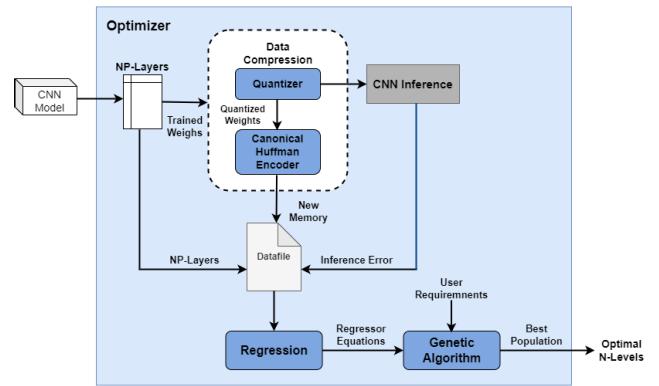 Optimizer
CNN
Model
NP-Layers
Trained
Weighs
Data
Compression
Quantizer
Quantized
Weights
Canonical
Huffman
Encoder
CNN Inference
New
Memory
Datafile
NP-Layers
Inference Error
User
Requiremnents
Regression
Regressor
Equations
Genetic
Algorithm
Best
Population
Optimal
N-Levels